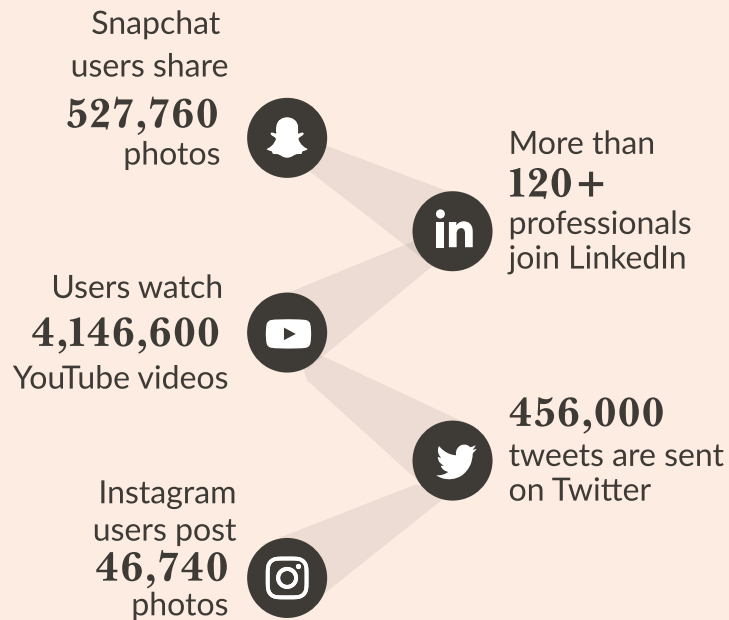 Snapchat
users share
527,760
photos
More than
120+
professionals
join LinkedIn
Users watch
4,146,600
YouTube videos
456,000
tweets are sent
on Twitter
Instagram
users post
46,740
photos
in